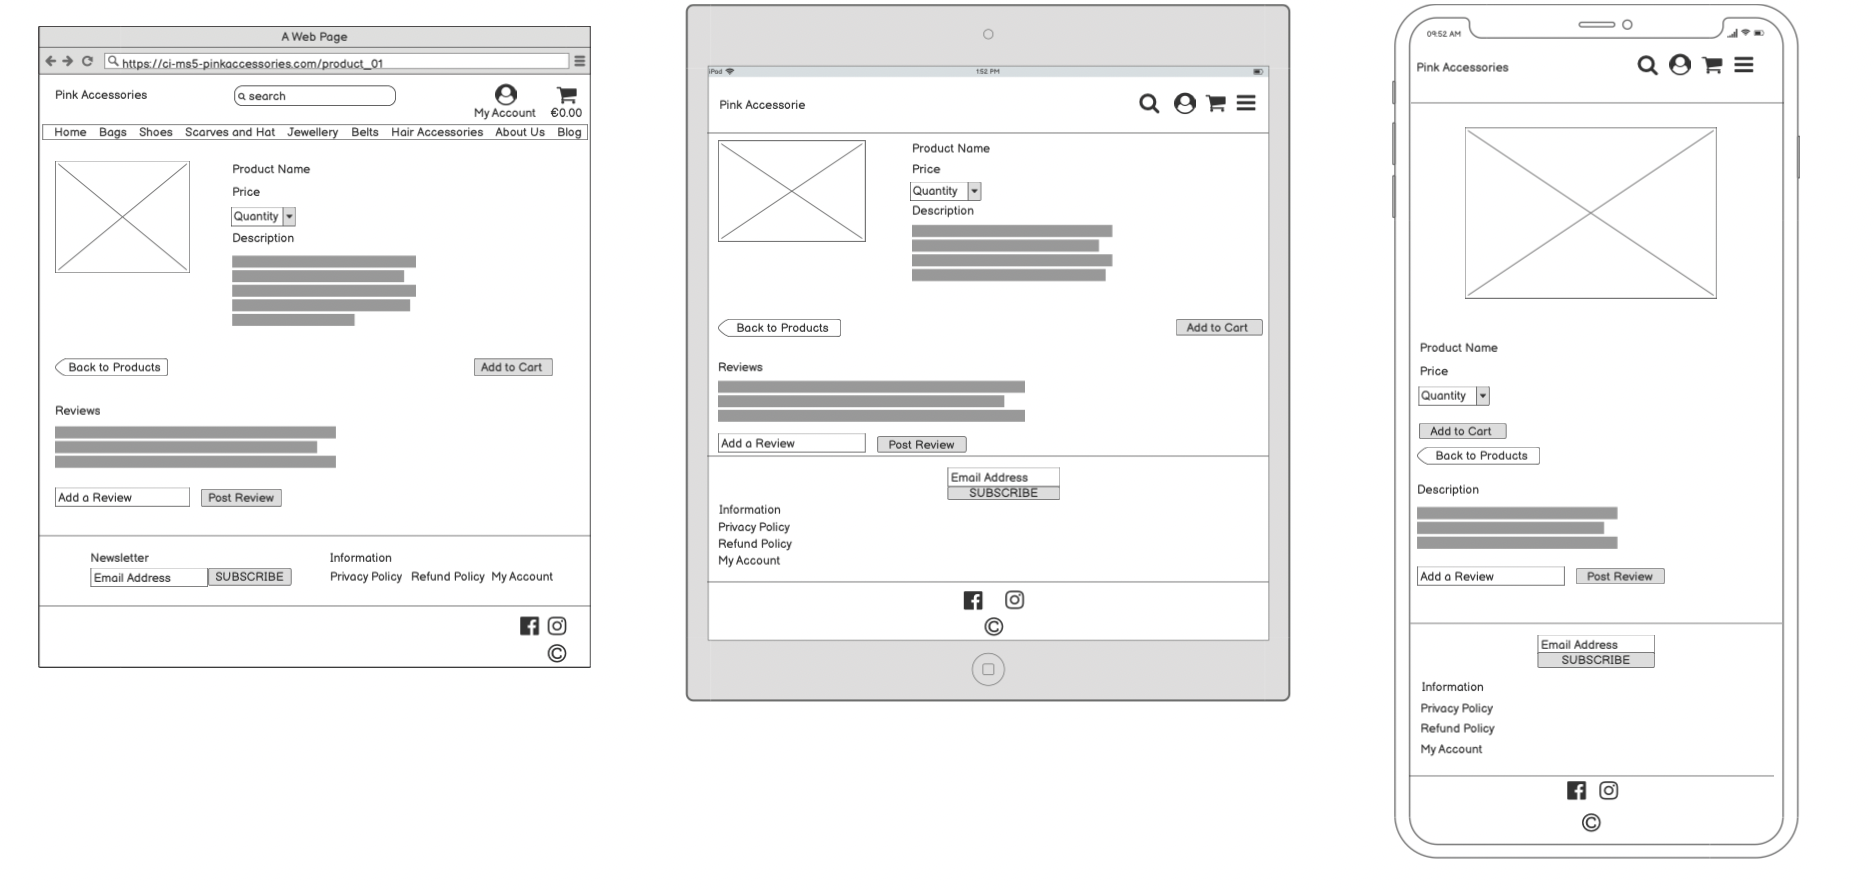 A Web Page
https://ci-ms5-pinkaccessories.com/product_01
Pink Accessories
search
My Account €0.00
Home Bags Shoes Scarves and Hat Jewellery Belts Hair Accessories About Us Blog
Product Name
Price
Quantity
Description
Back to Products
Add to Cart
Reviews
Add a Review
Post Review
Newsletter
Email Address SUBSCRIBE
Information
Privacy Policy Refund Policy My Account
©
iPad
1:52 PM
Pink Accessorie
Product Name
Price
Quantity
Description
Back to Products
Add to Cart
Reviews
Add a Review
Post Review
Email Address
SUBSCRIBE
Information
Privacy Policy
Refund Policy
My Account
©
09:52 AM
Pink Accessories
Product Name
Price
Quantity
Add to Cart
Back to Products
Description
Add a Review
Post Review
Email Address
SUBSCRIBE
Information
Privacy Policy
Refund Policy
My Account
©